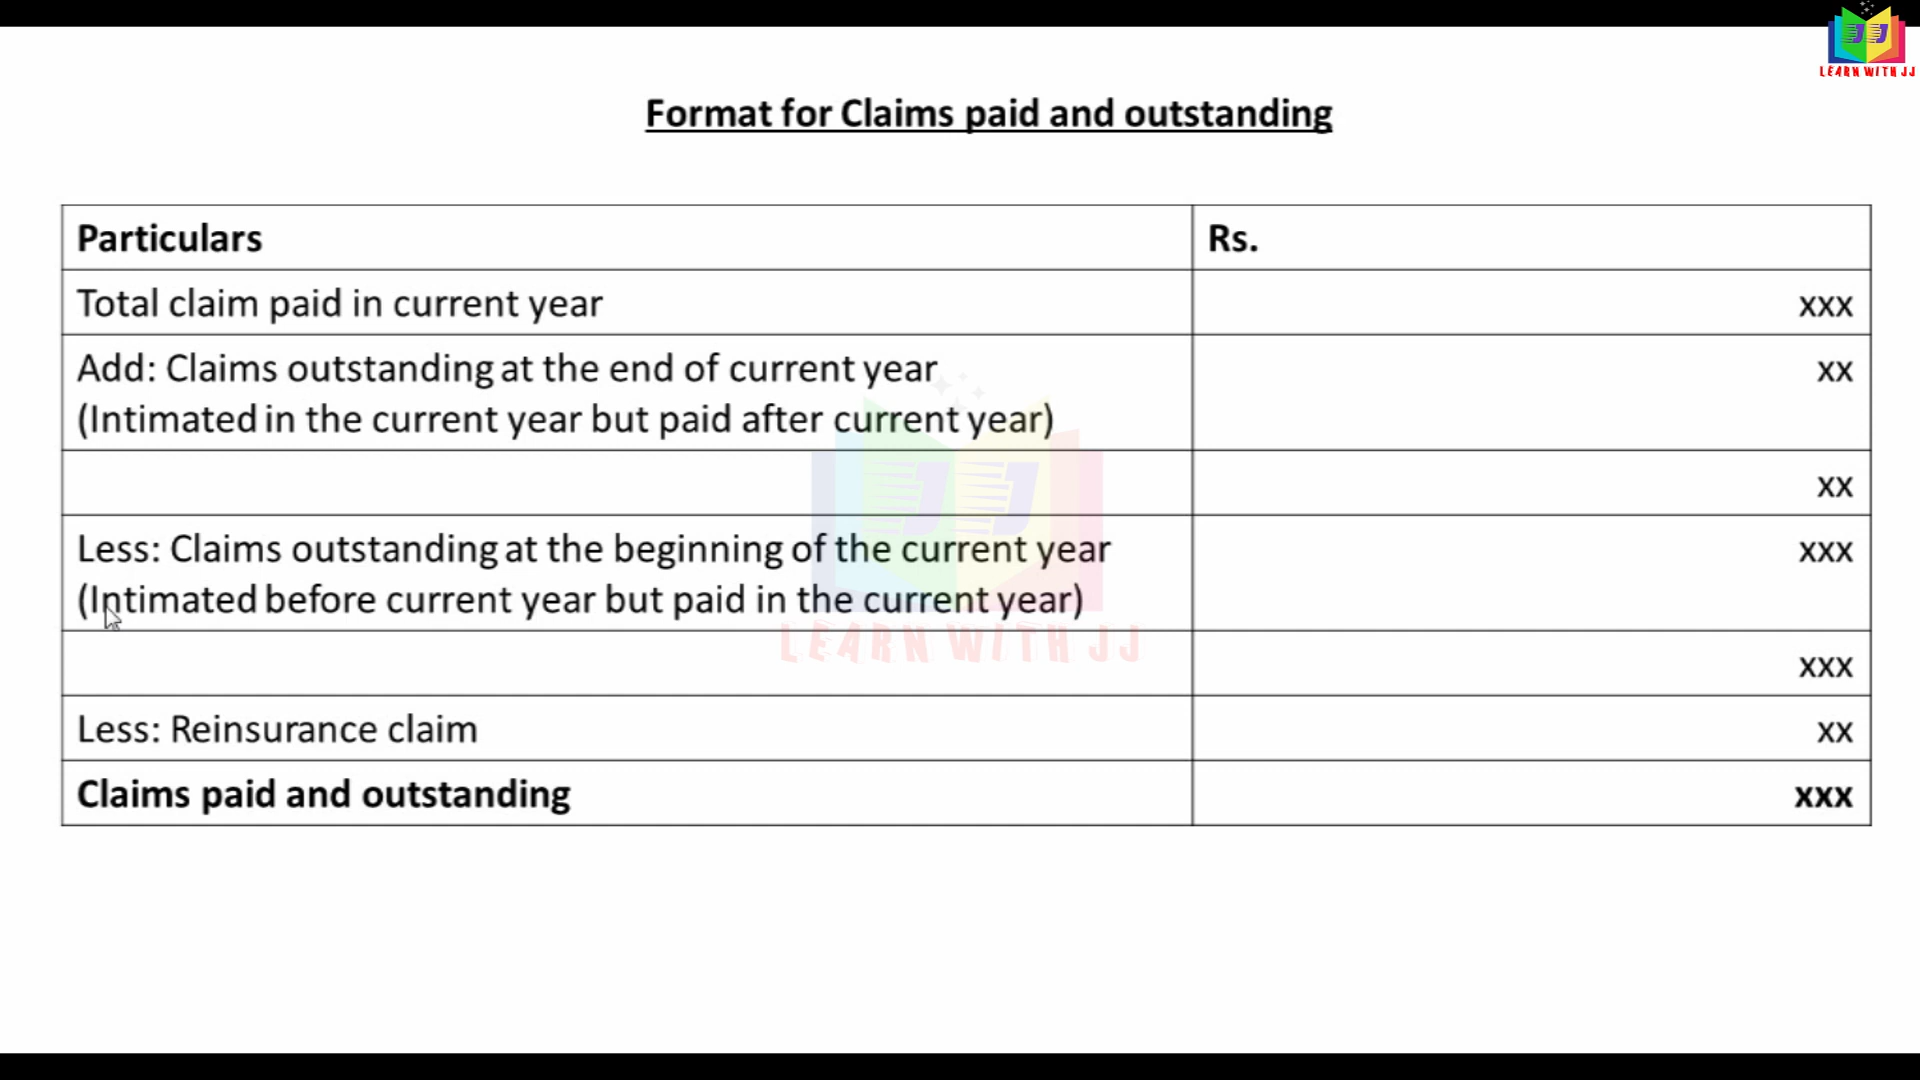 LEARN WITH JJ
Format for Claims paid and outstanding
Particulars Rs.
Total claim paid in current year xxx
Add: Claims outstanding at the end of current year xx
(Intimated in the current year but paid after current year)
xx
Less: Claims outstanding at the beginning of the current year xxx
(Intimated before current year but paid in the current year)
LEARN WITH JJ
xxx
Less: Reinsurance claim xx
Claims paid and outstanding xxx